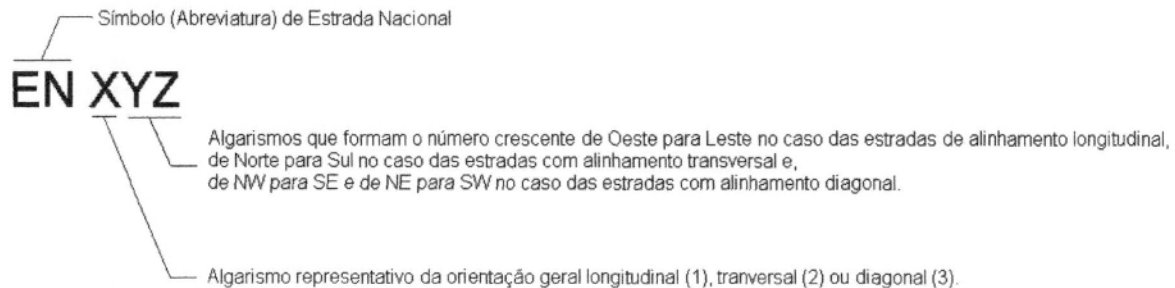 Símbolo (Abreviatura) de Estrada Nacional
EN XYZ
Algarismos que formam o número crescente de Oeste para Leste no caso das estradas de alinhamento longitudinal,
de Norte para Sul no caso das estradas com alinhamento transversal e,
de NW para SE e de NE para SW no caso das estradas com alinhamento diagonal.
Algarismo representativo da orientação geral longitudinal (1), tranversal (2) ou diagonal (3).